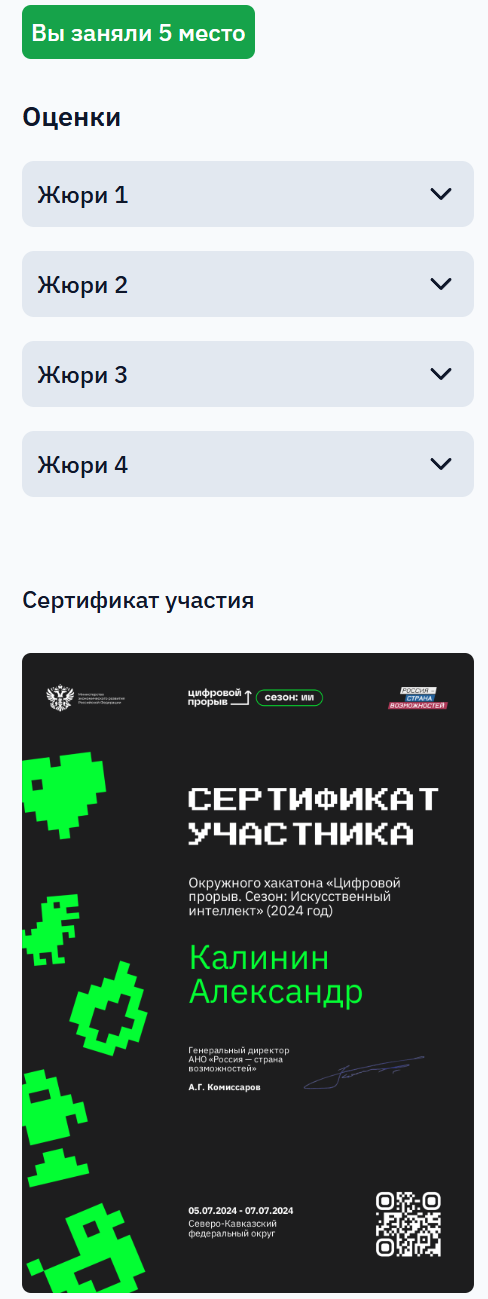 Вы заняли 5 место
Оценки
Жюри 1
Жюри 2
Жюри 3
Жюри 4
Сертификат участия
Министерство
экономического развития
Российской Федерации
цифровой
прорыв
сезон: ии
РОССИЯ –
СТРАНА
ВОЗМОЖНОСТЕЙ
СЕРТИФИКАТ
УЧАСТНИКА
Окружного хакатона «Цифровой
прорыв. Сезон: Искусственный
интеллект» (2024 год)
Калинин
Александр
Генеральный директор
АНО «Россия — страна
возможностей»
А.Г. Комиссаров
05.07.2024 - 07.07.2024
Северо-Кавказский
федеральный округ